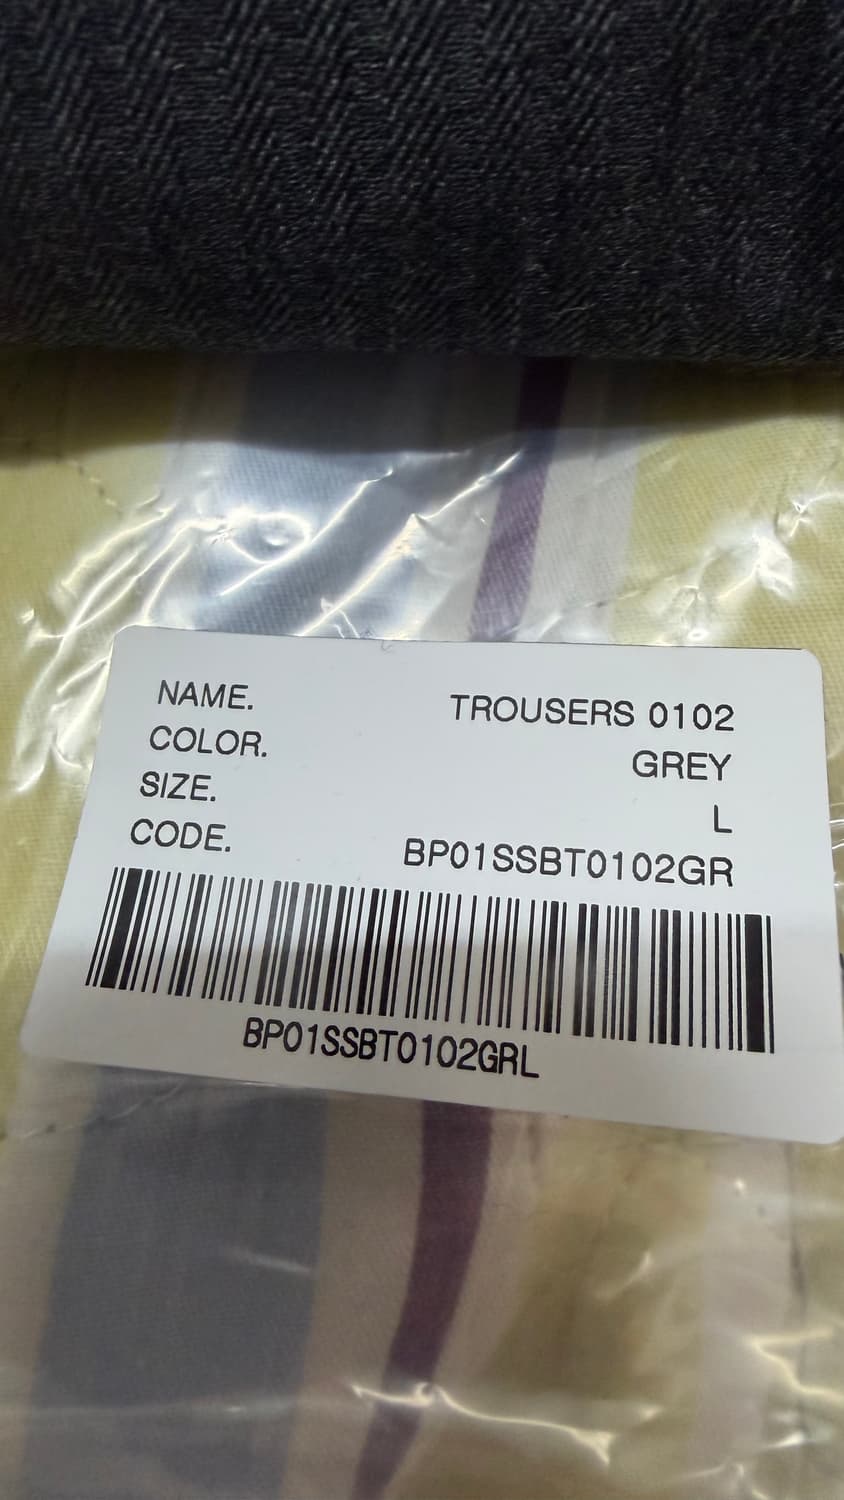 NAME. TROUSERS 0102
COLOR. GREY
SIZE. L
CODE. BP01SSBT0102GR
BP01SSBT0102GRL